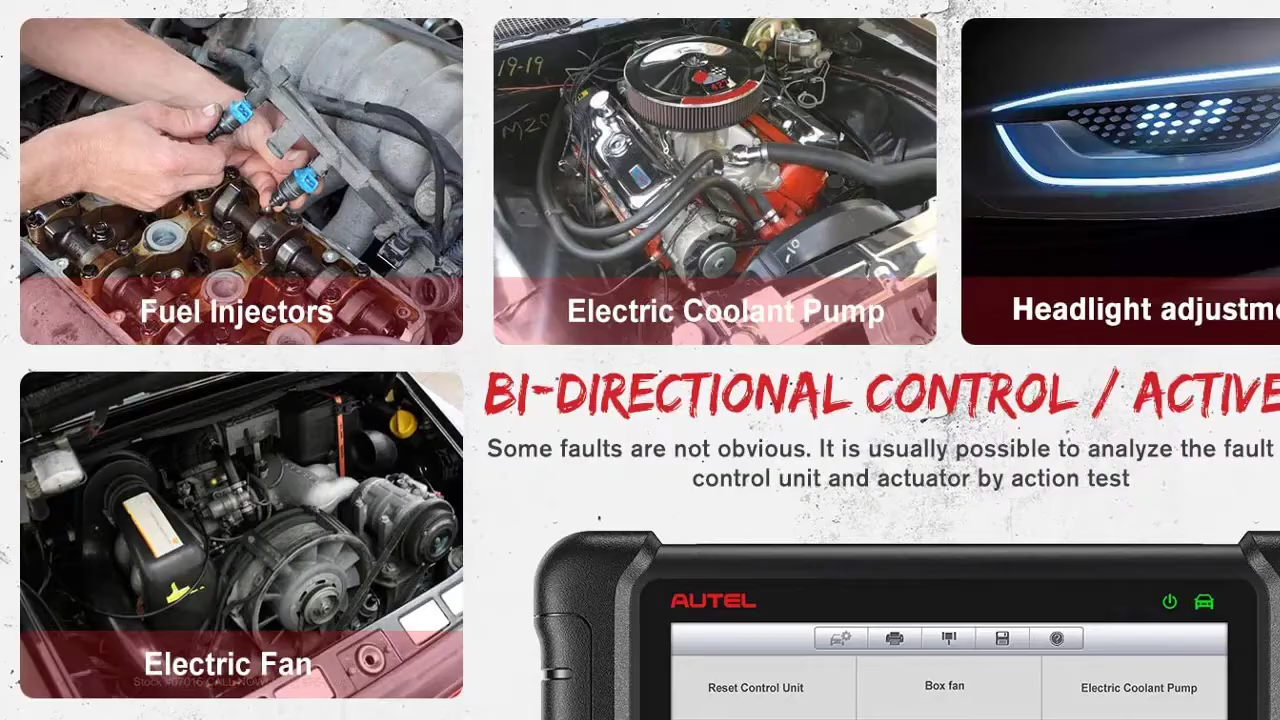 19-19
Fuel Injectors
Electric Coolant Pump
Headlight adjustme
BI-DIRECTIONAL CONTROL / ACTIVE
Some faults are not obvious. It is usually possible to analyze the fault
control unit and actuator by action test
Electric Fan
AUTEL
Reset Control Unit
Box fan
Electric Coolant Pump